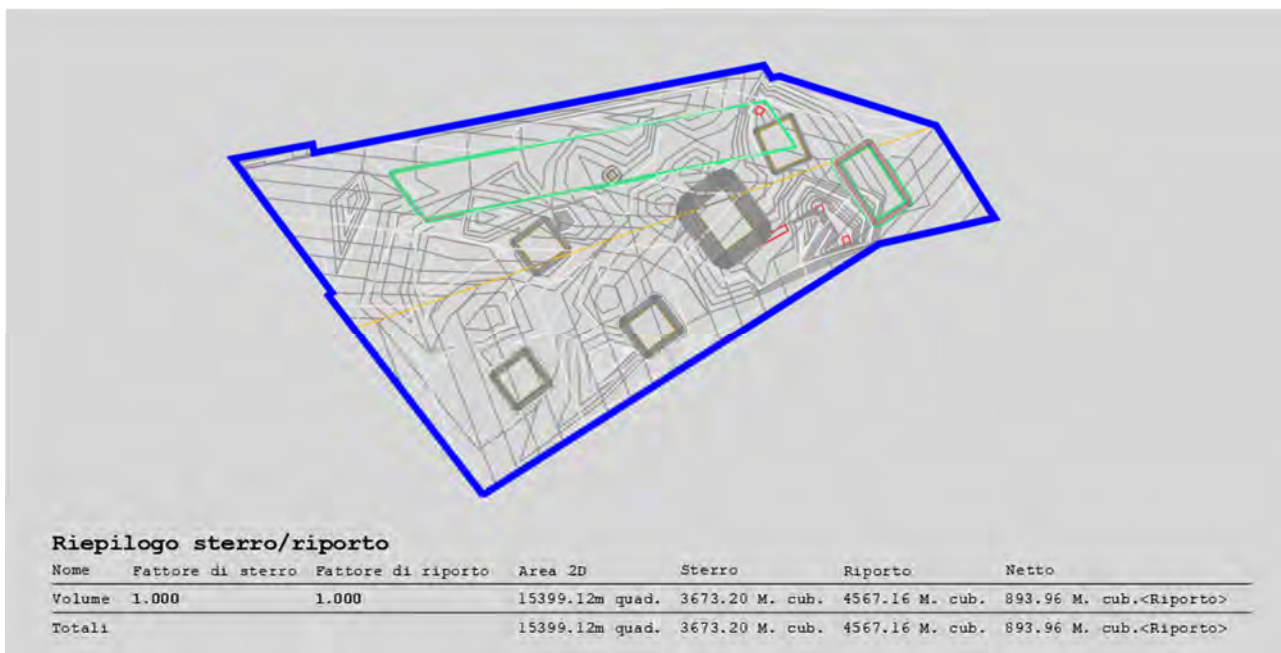 Riepilogo sterro/riporto
Nome Fattore di sterro Fattore di riporto Area 2D Sterro Riporto Netto
Volume 1.000 1.000 15399.12m quad. 3673.20 M. cub. 4567.16 M. cub. 893.96 M. cub.<Riporto>
Totali 15399.12m quad. 3673.20 M. cub. 4567.16 M. cub. 893.96 M. cub.<Riporto>